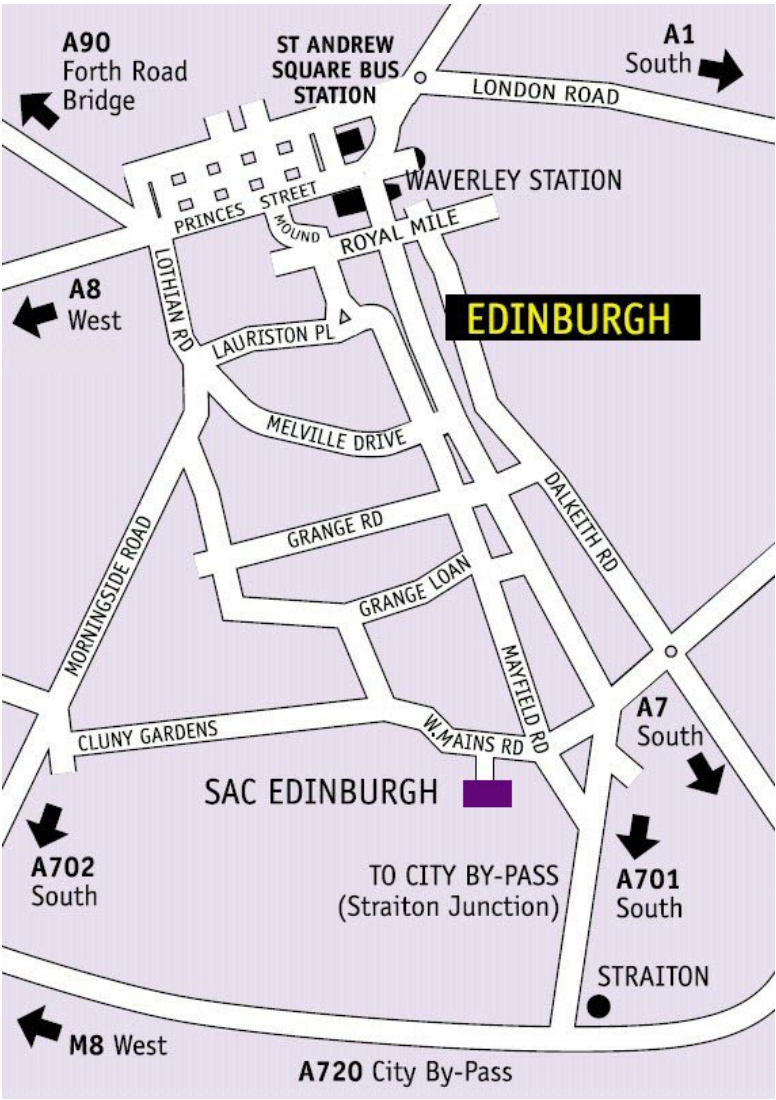 A90
Forth Road
Bridge
ST ANDREW
SQUARE BUS
STATION
A1
South
LONDON ROAD
WAVERLEY STATION
PRINCES STREET
MOUND
ROYAL MILE
A8
West
LOTHIAN RD
LAURISTON PL
EDINBURGH
MELVILLE DRIVE
DALKEITH RD
GRANGE RD
MORNINGSIDE ROAD
GRANGE LOAN
MAYFIELD RD
A7
South
CLUNY GARDENS
W.MAINS RD
SAC EDINBURGH
A702
South
TO CITY BY-PASS
(Straiton Junction)
A701
South
STRAITON
M8 West
A720 City By-Pass